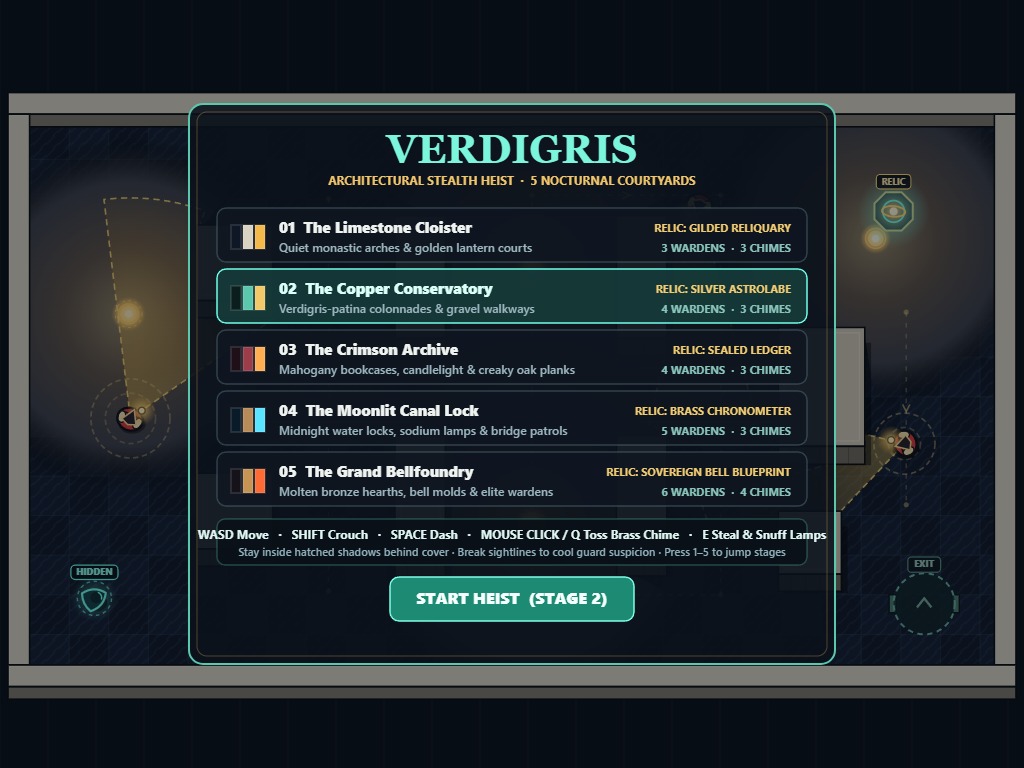 VERDIGRIS
ARCHITECTURAL STEALTH HEIST · 5 NOCTURNAL COURTYARDS
RELIC
01 The Limestone Cloister
RELIC: GILDED RELIQUARY
Quiet monastic arches & golden lantern courts
3 WARDENS · 3 CHIMES
02 The Copper Conservatory
RELIC: SILVER ASTROLABE
Verdigris-patina colonnades & gravel walkways
4 WARDENS · 3 CHIMES
03 The Crimson Archive
RELIC: SEALED LEDGER
Mahogany bookcases, candlelight & creaky oak planks
4 WARDENS · 3 CHIMES
04 The Moonlit Canal Lock
RELIC: BRASS CHRONOMETER
Midnight water locks, sodium lamps & bridge patrols
5 WARDENS · 3 CHIMES
05 The Grand Bellfoundry
RELIC: SOVEREIGN BELL BLUEPRINT
Molten bronze hearths, bell molds & elite wardens
6 WARDENS · 4 CHIMES
WASD Move · SHIFT Crouch · SPACE Dash · MOUSE CLICK / Q Toss Brass Chime · E Steal & Snuff Lamps
Stay inside hatched shadows behind cover · Break sightlines to cool guard suspicion · Press 1–5 to jump stages
HIDDEN
EXIT
START HEIST (STAGE 2)